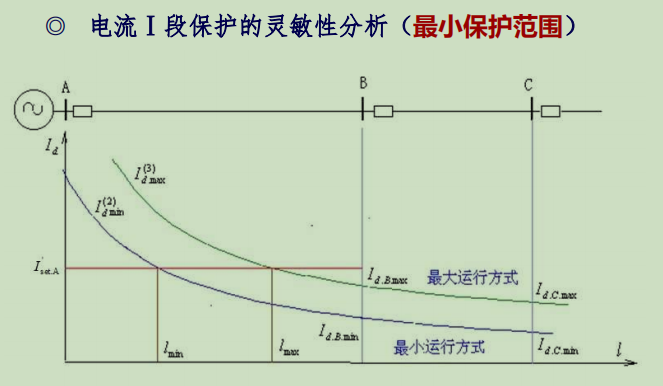 ◎ 电流Ⅰ段保护的灵敏性分析（最小保护范围）
A B C
I_d
I_{d.max}^{(3)}
I_{d.min}^{(2)}
I'_{set.A}
I_{d.B.max} 最大运行方式
I_{d.C.max}
I_{d.B.min} 最小运行方式 I_{d.C.min}
l_{min} l_{max} l